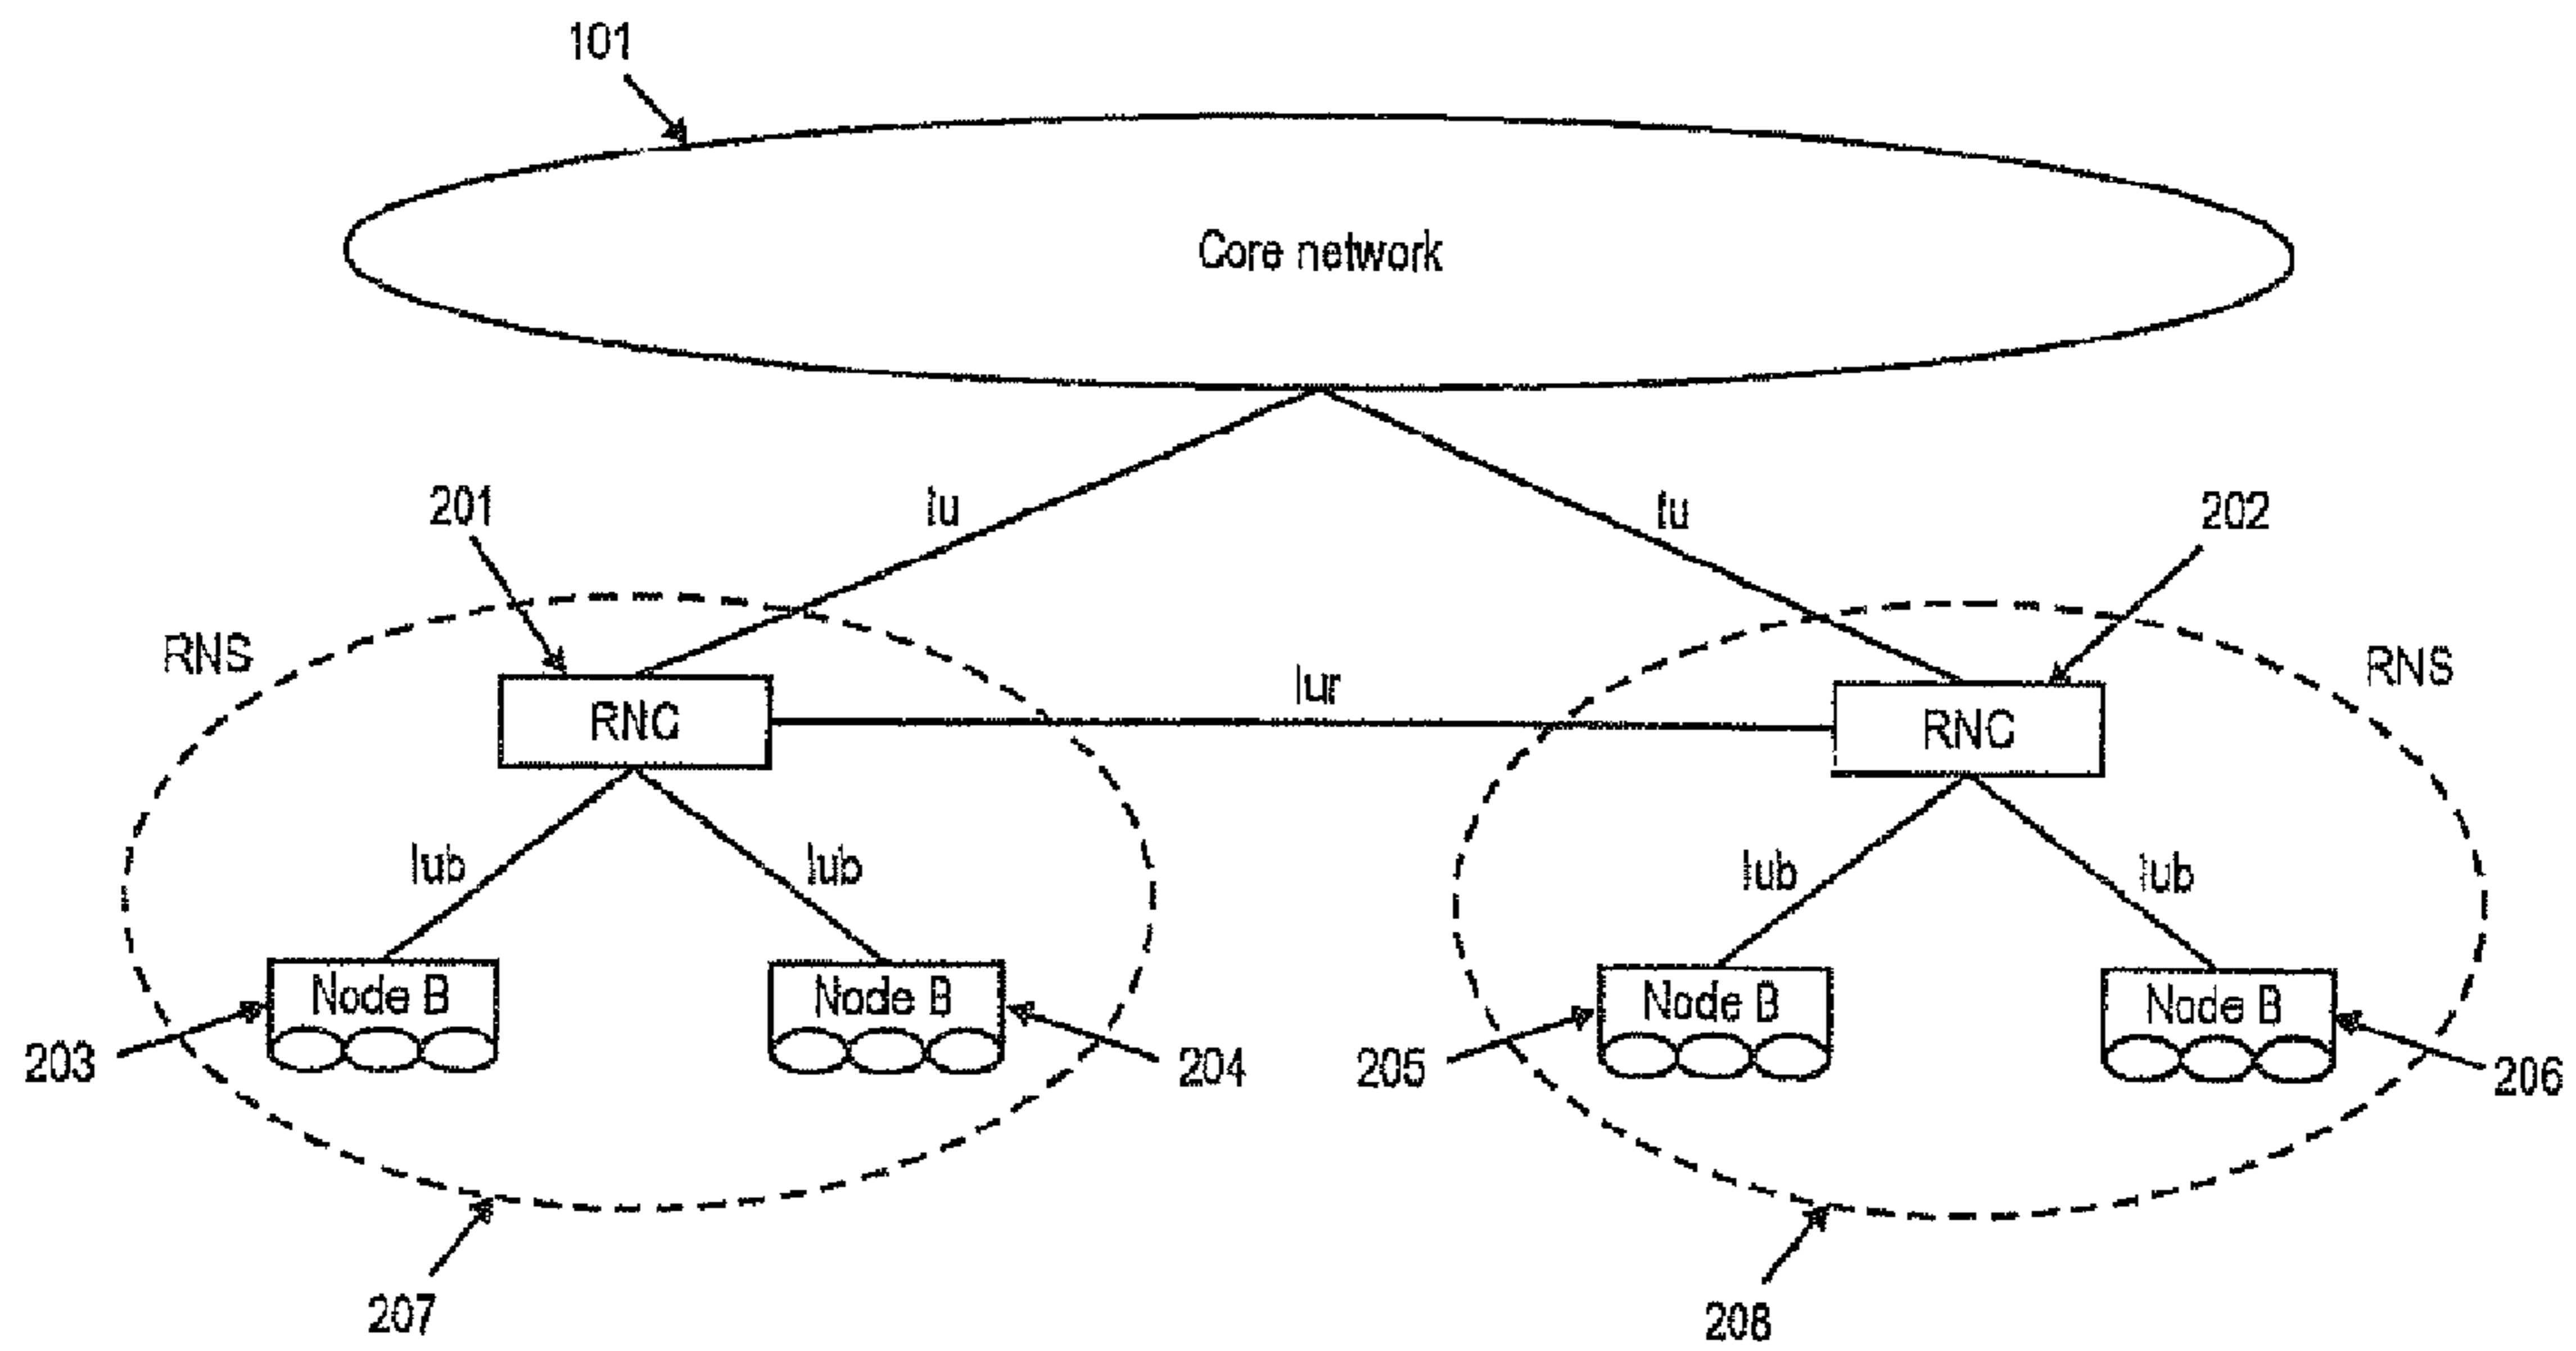 101
Core network
201
Iu
Iu
202
RNS
RNC
Iur
RNC
RNS
Iub
Iub
Iub
Iub
Node B
Node B
Node B
Node B
203
204
205
206
207
208